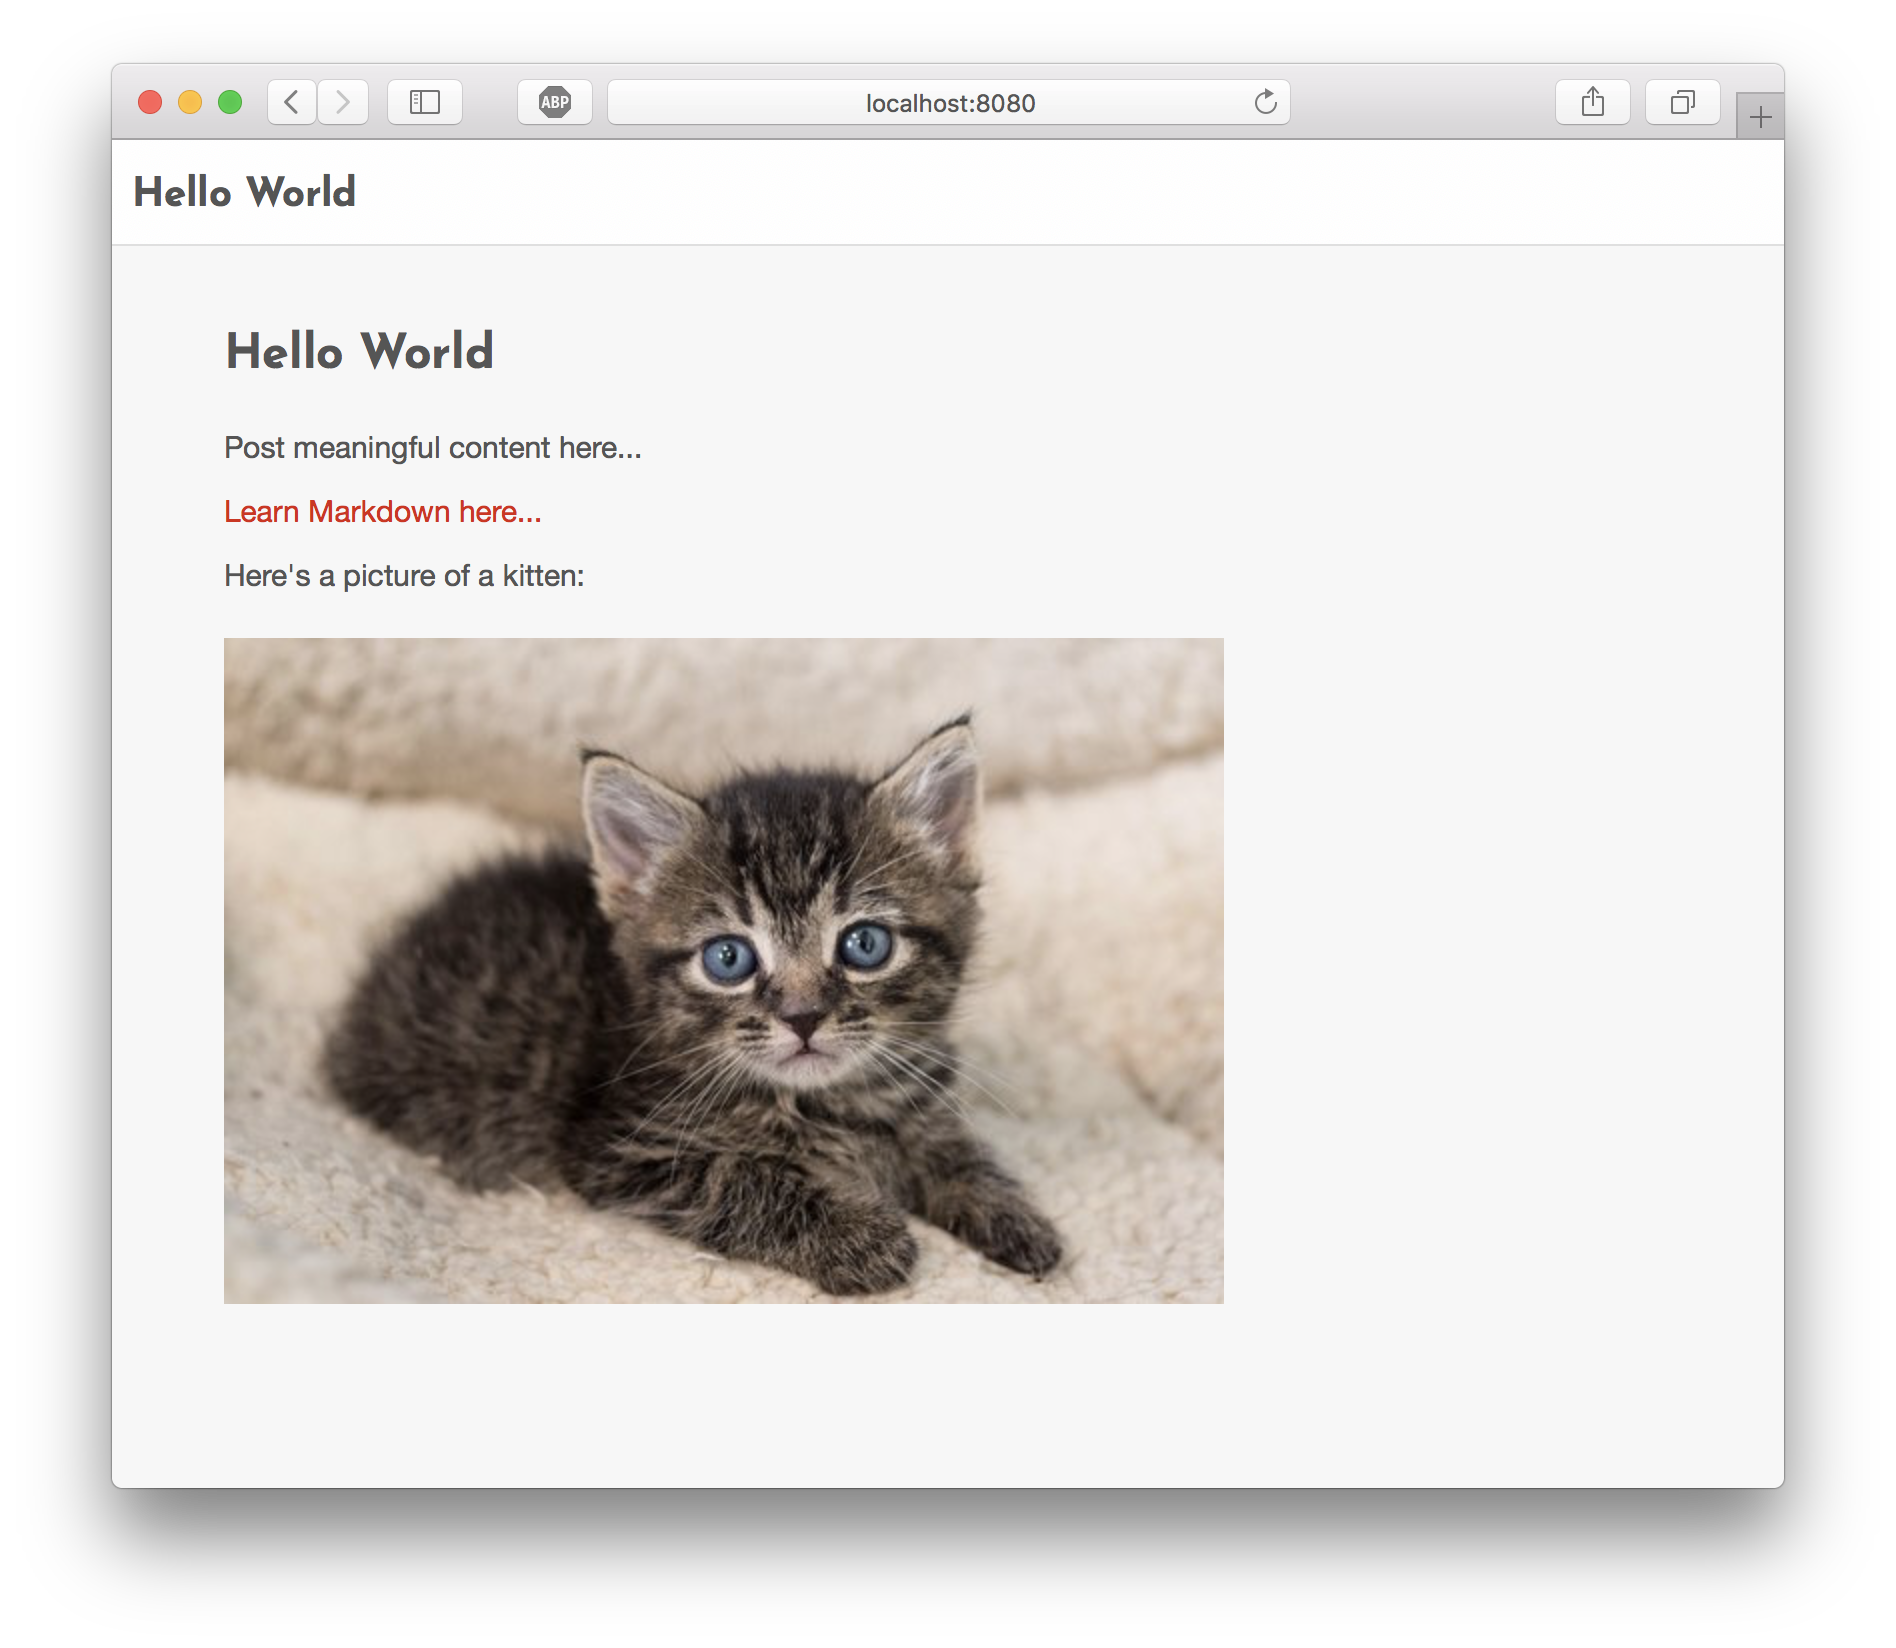 ABP
localhost:8080
Hello World
Hello World
Post meaningful content here...
Learn Markdown here...
Here's a picture of a kitten: